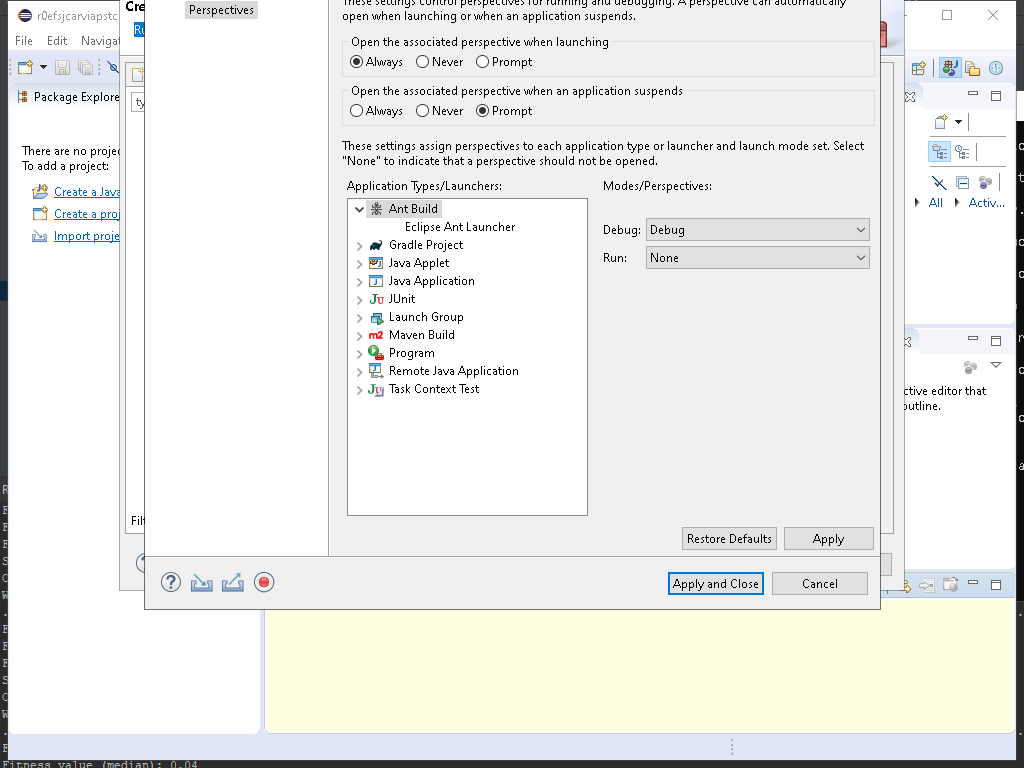 Perspectives
These settings control perspectives for running and debugging. A perspective can automatically
open when launching or when an application suspends.
Open the associated perspective when launching
Always Never Prompt
Open the associated perspective when an application suspends
Always Never Prompt
These settings assign perspectives to each application type or launcher and launch mode set. Select
"None" to indicate that a perspective should not be opened.
Application Types/Launchers:
Ant Build
Eclipse Ant Launcher
Gradle Project
Java Applet
Java Application
JUnit
Launch Group
Maven Build
Program
Remote Java Application
Task Context Test
Modes/Perspectives:
Debug: Debug
Run: None
Restore Defaults Apply
Apply and Close Cancel
r0efsjcarviapstc
File Edit Navigat
Package Explore
There are no projec
To add a project:
Create a Java
Create a proj
Import proje
Cre
Ru
ty
Filt
All Activ...
ctive editor that
outline.
Fitness value (median): 0.04